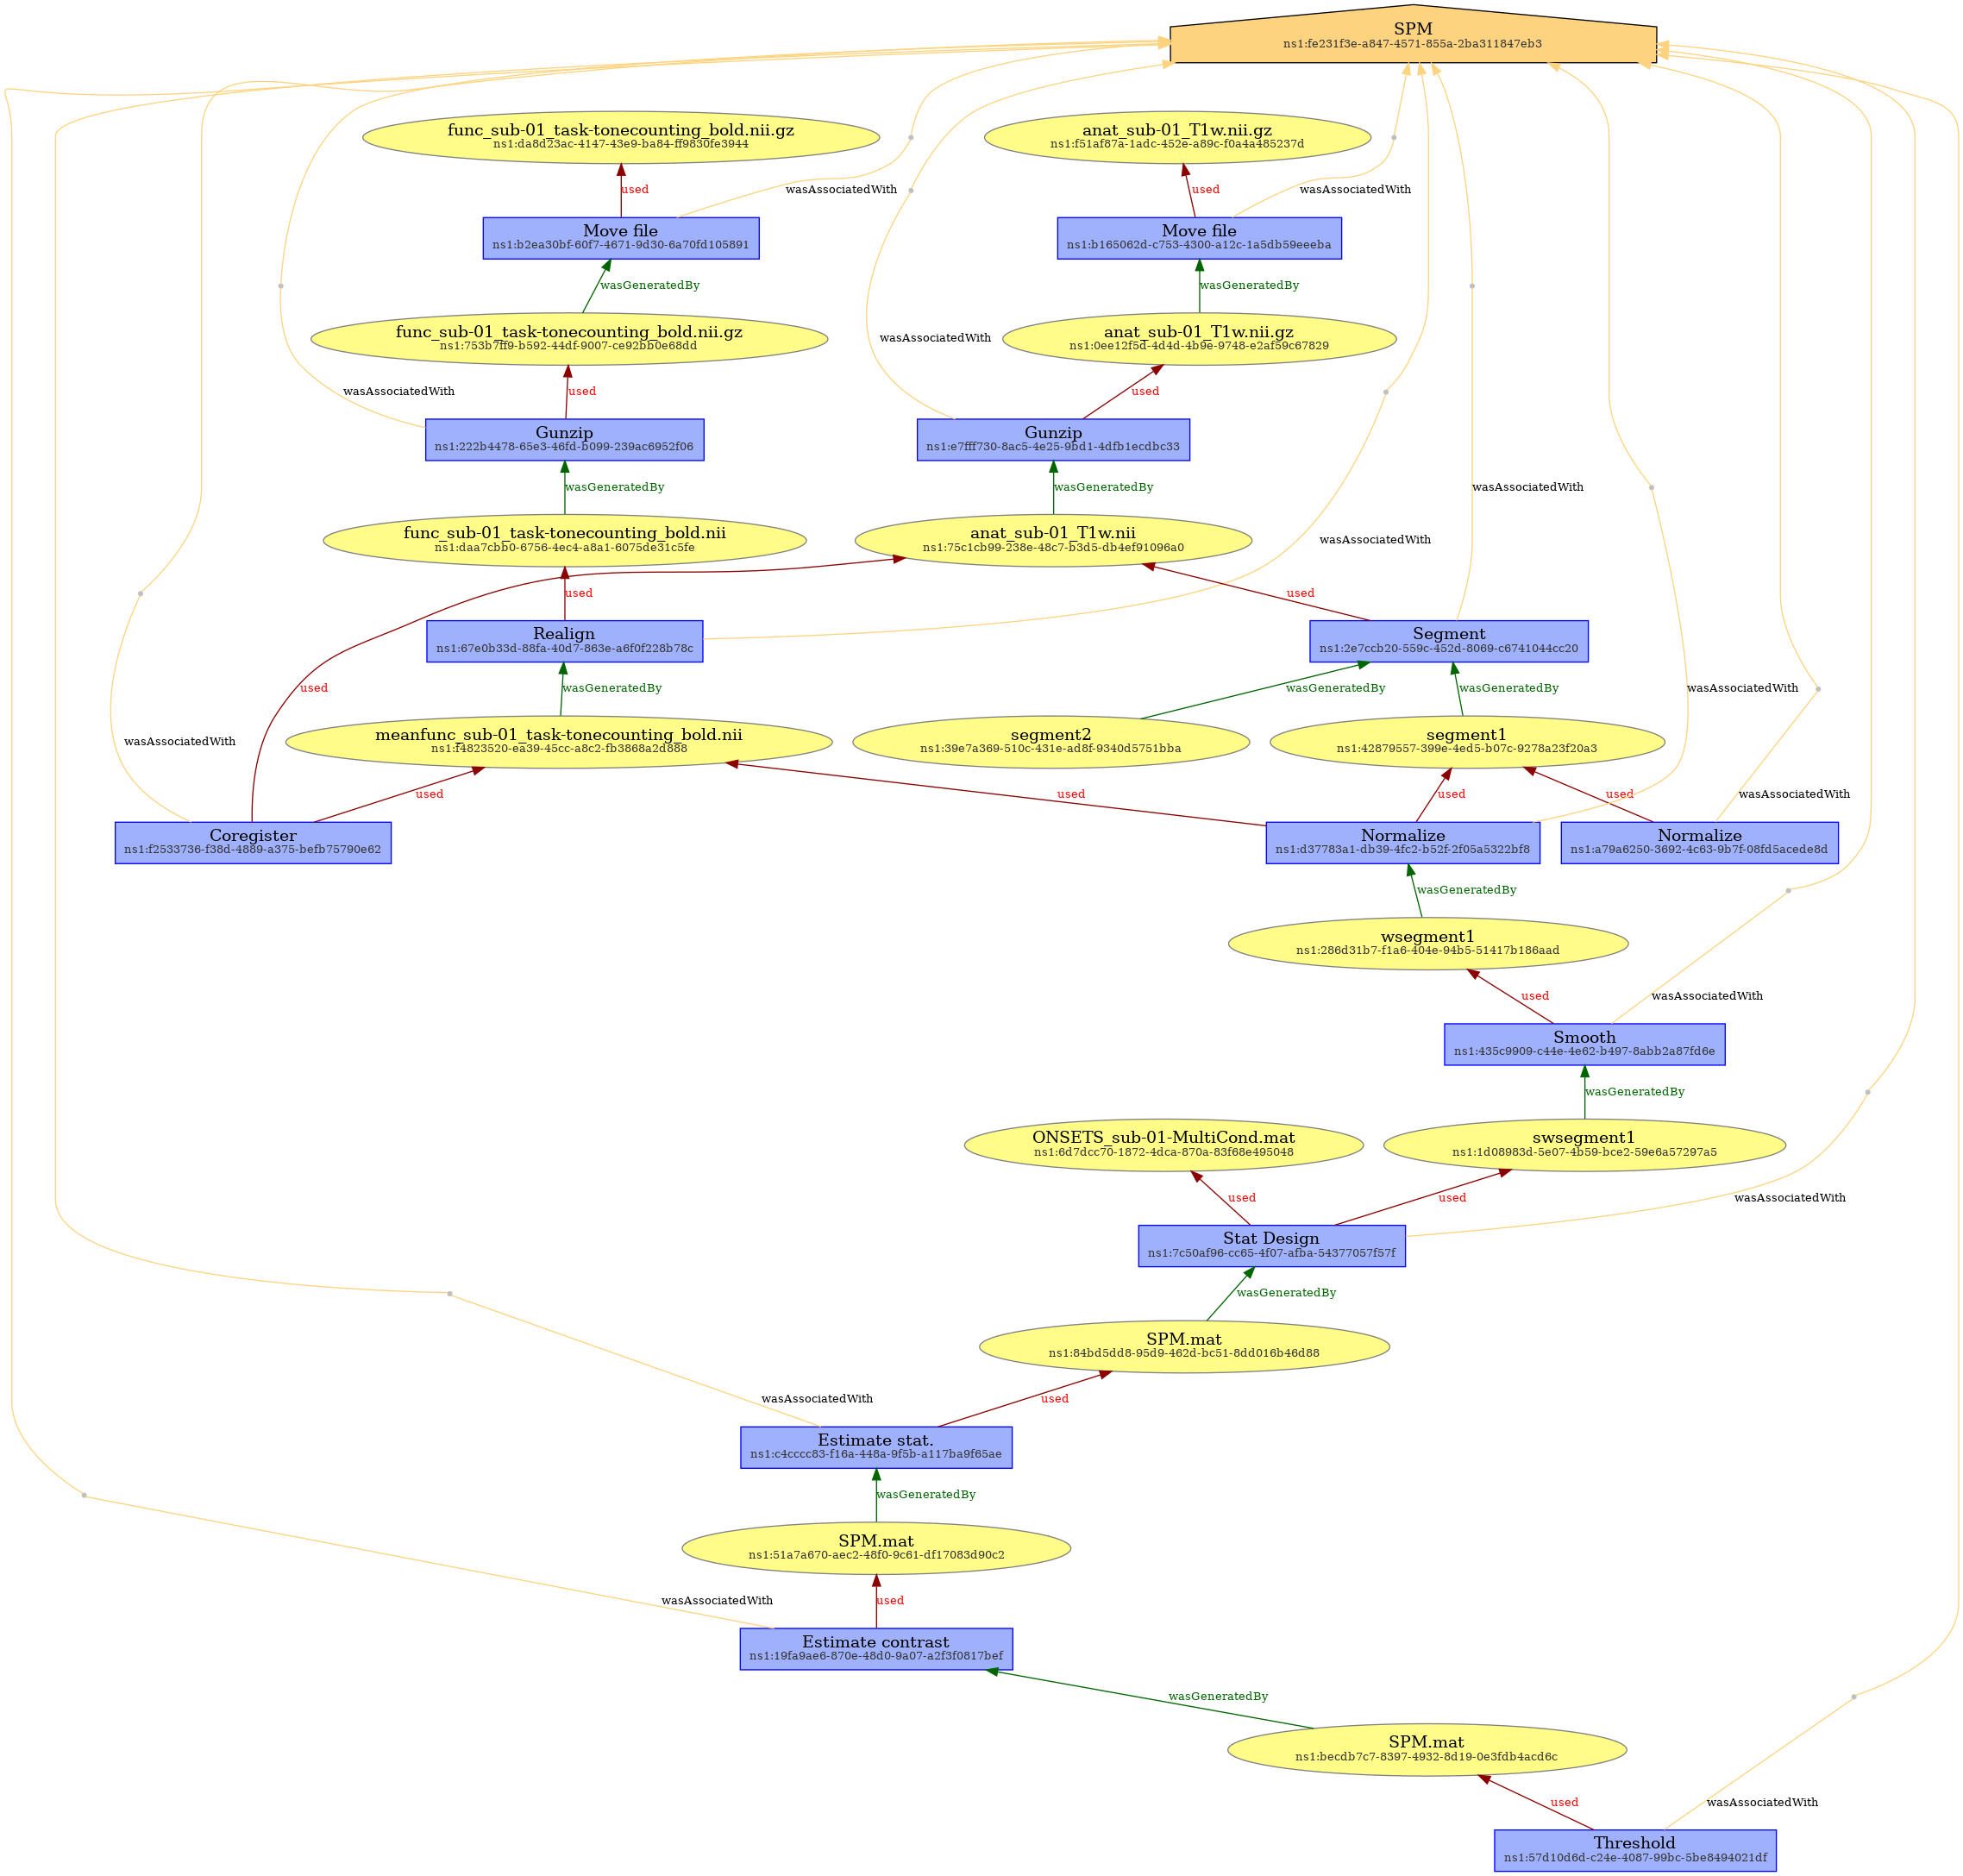 SPM
ns1:fe231f3e-a847-4571-855a-2ba311847eb3
func_sub-01_task-tonecounting_bold.nii.gz
ns1:da8d23ac-4147-43e9-ba84-ff9830fe3944
anat_sub-01_T1w.nii.gz
ns1:f51af87a-1adc-452e-a89c-f0a4a485237d
used
wasAssociatedWith
used
wasAssociatedWith
Move file
ns1:b2ea30bf-60f7-4671-9d30-6a70fd105891
Move file
ns1:b165062d-c753-4300-a12c-1a5db59eeeba
wasGeneratedBy
wasGeneratedBy
func_sub-01_task-tonecounting_bold.nii.gz
ns1:753b7ff9-b592-44df-9007-ce92bb0e68dd
wasAssociatedWith
anat_sub-01_T1w.nii.gz
ns1:0ee12f5d-4d4d-4b9e-9748-e2af59c67829
wasAssociatedWith
used
used
Gunzip
ns1:222b4478-65e3-46fd-b099-239ac6952f06
Gunzip
ns1:e7fff730-8ac5-4e25-9bd1-4dfb1ecdbc33
wasGeneratedBy
wasGeneratedBy
wasAssociatedWith
func_sub-01_task-tonecounting_bold.nii
ns1:daa7cbb0-6756-4ec4-a8a1-6075de31c5fe
anat_sub-01_T1w.nii
ns1:75c1cb99-238e-48c7-b3d5-db4ef91096a0
wasAssociatedWith
used
used
Realign
ns1:67e0b33d-88fa-40d7-863e-a6f0f228b78c
Segment
ns1:2e7ccb20-559c-452d-8069-c6741044cc20
used
wasGeneratedBy
wasGeneratedBy
wasGeneratedBy
wasAssociatedWith
wasAssociatedWith
meanfunc_sub-01_task-tonecounting_bold.nii
ns1:f4823520-ea39-45cc-a8c2-fb3868a2d888
segment2
ns1:39e7a369-510c-431e-ad8f-9340d5751bba
segment1
ns1:42879557-399e-4ed5-b07c-9278a23f20a3
used
used
used
used
wasAssociatedWith
Coregister
ns1:f2533736-f38d-4889-a375-befb75790e62
Normalize
ns1:d37783a1-db39-4fc2-b52f-2f05a5322bf8
Normalize
ns1:a79a6250-3692-4c63-9b7f-08fd5acede8d
wasGeneratedBy
wsegment1
ns1:286d31b7-f1a6-404e-94b5-51417b186aad
used
wasAssociatedWith
Smooth
ns1:435c9909-c44e-4e62-b497-8abb2a87fd6e
wasGeneratedBy
ONSETS_sub-01-MultiCond.mat
ns1:6d7dcc70-1872-4dca-870a-83f68e495048
swsegment1
ns1:1d08983d-5e07-4b59-bce2-59e6a57297a5
used
used
wasAssociatedWith
Stat Design
ns1:7c50af96-cc65-4f07-afba-54377057f57f
wasGeneratedBy
SPM.mat
ns1:84bd5dd8-95d9-462d-bc51-8dd016b46d88
wasAssociatedWith
used
Estimate stat.
ns1:c4cccc83-f16a-448a-9f5b-a117ba9f65ae
wasGeneratedBy
SPM.mat
ns1:51a7a670-aec2-48f0-9c61-df17083d90c2
wasAssociatedWith
used
Estimate contrast
ns1:19fa9ae6-870e-48d0-9a07-a2f3f0817bef
wasGeneratedBy
SPM.mat
ns1:becdb7c7-8397-4932-8d19-0e3fdb4acd6c
used
wasAssociatedWith
Threshold
ns1:57d10d6d-c24e-4087-99bc-5be8494021df